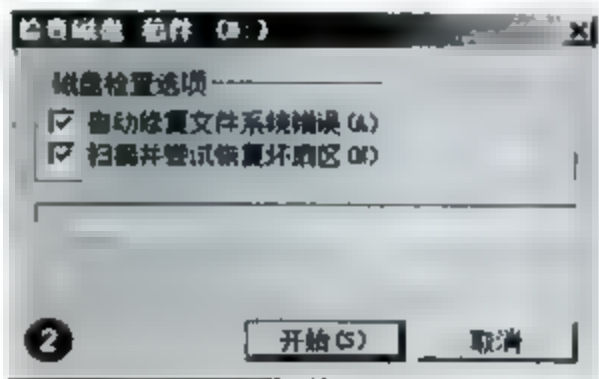 检查磁盘 软件 (E:)
磁盘检查选项
自动修复文件系统错误(A)
扫描并尝试恢复坏扇区(N)
2
开始(S)
取消